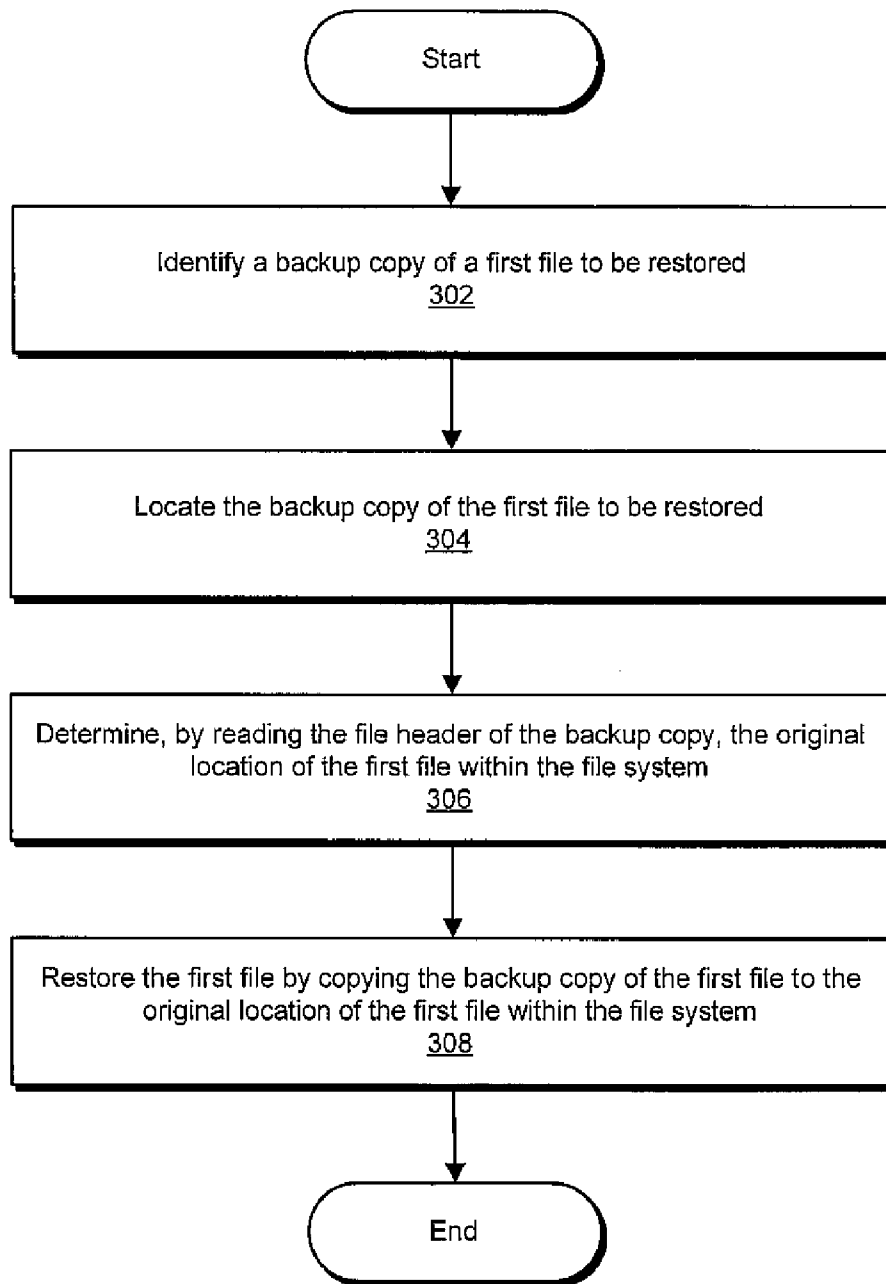 Start
Identify a backup copy of a first file to be restored
302
Locate the backup copy of the first file to be restored
304
Determine, by reading the file header of the backup copy, the original
location of the first file within the file system
306
Restore the first file by copying the backup copy of the first file to the
original location of the first file within the file system
308
End